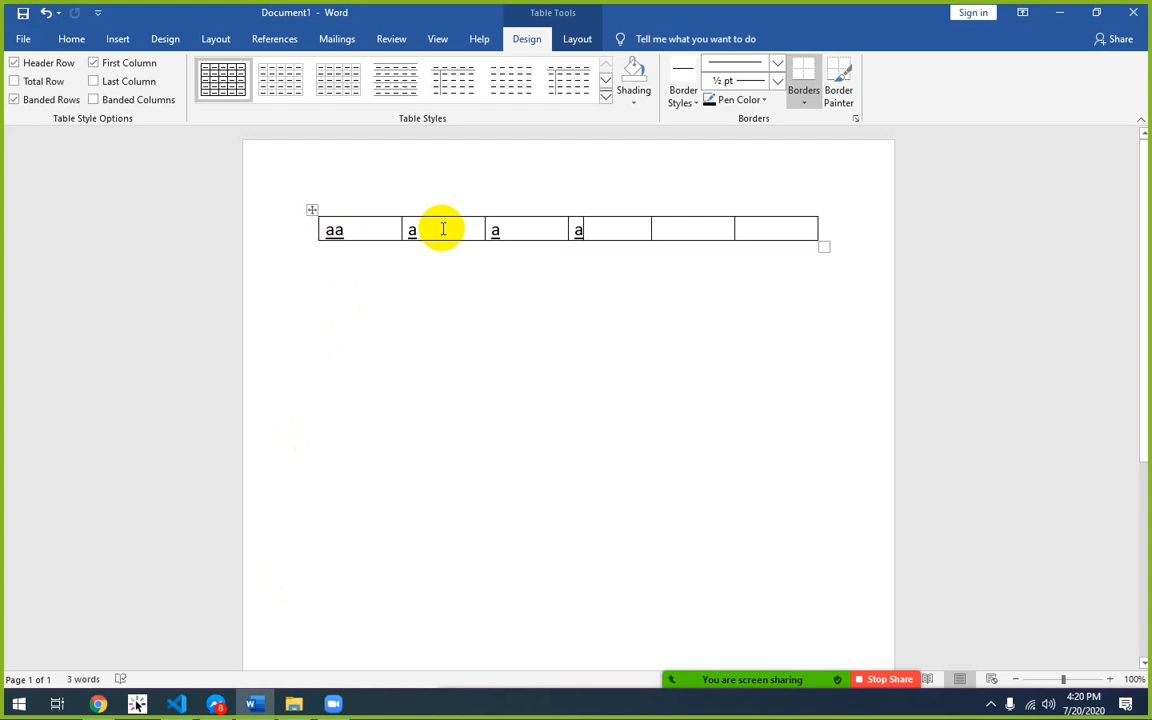 Document1 - Word
Table Tools
Sign in
File Home Insert Design Layout References Mailings Review View Help Design Layout Tell me what you want to do Share
Header Row First Column
Total Row Last Column
Banded Rows Banded Columns
Table Style Options
Table Styles
Shading
Border Styles
½ pt
Pen Color
Borders
Border Painter
Borders
aa a a a
Page 1 of 1 3 words
You are screen sharing Stop Share
100%
8
4:20 PM
7/20/2020